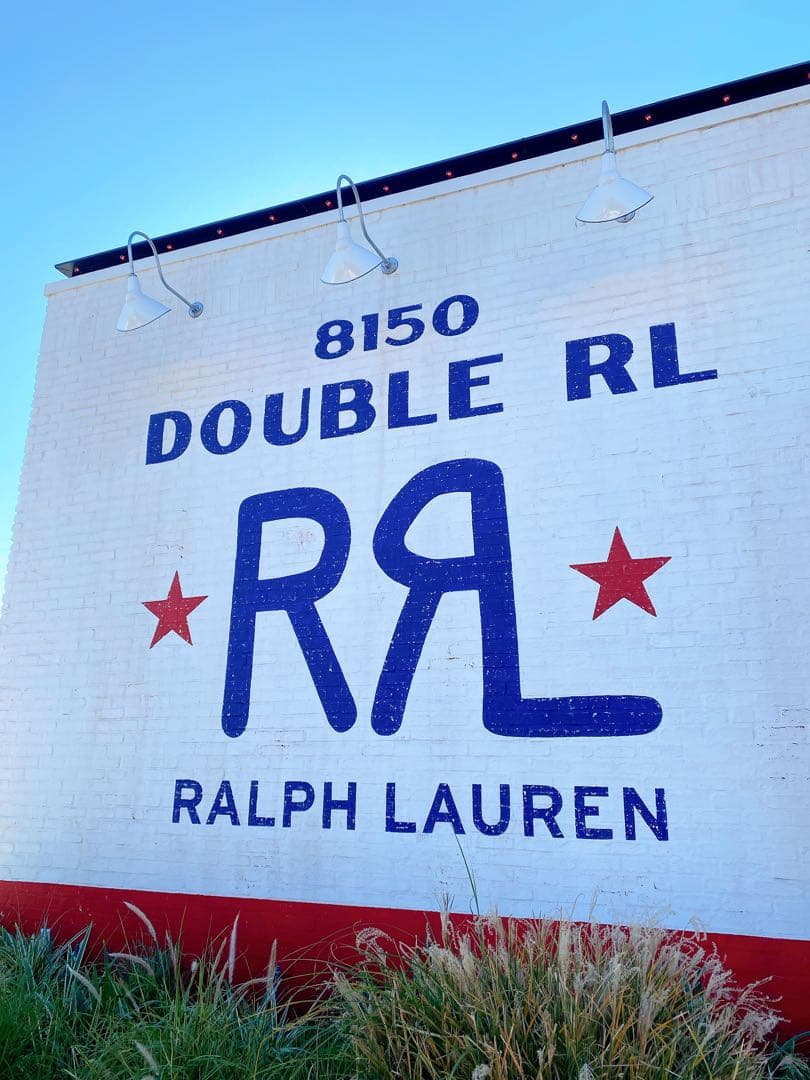 8150
DOUBLE RL
RRL
RALPH LAUREN